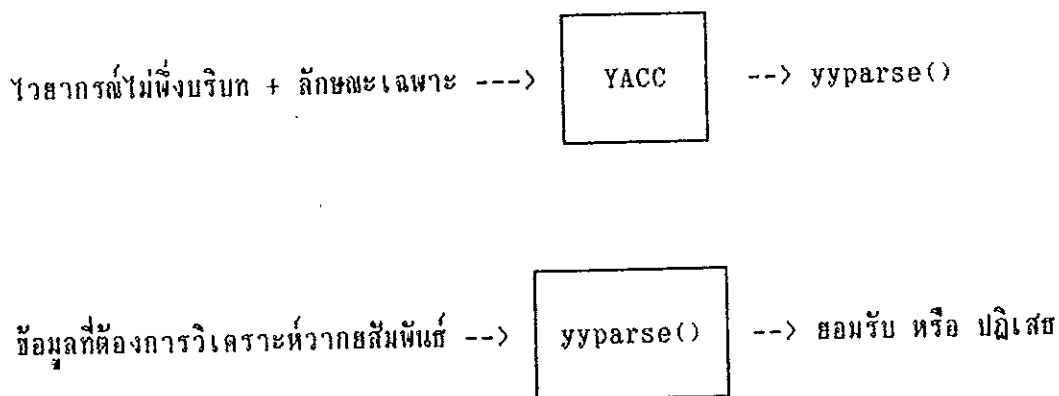 ไวยากรณ์ไม่พึ่งบริบท + ลักษณะเฉพาะ ---> YACC --> yyparse()
ข้อมูลที่ต้องการวิเคราะห์วากยสัมพันธ์ --> yyparse() --> ยอมรับ หรือ ปฏิเสธ